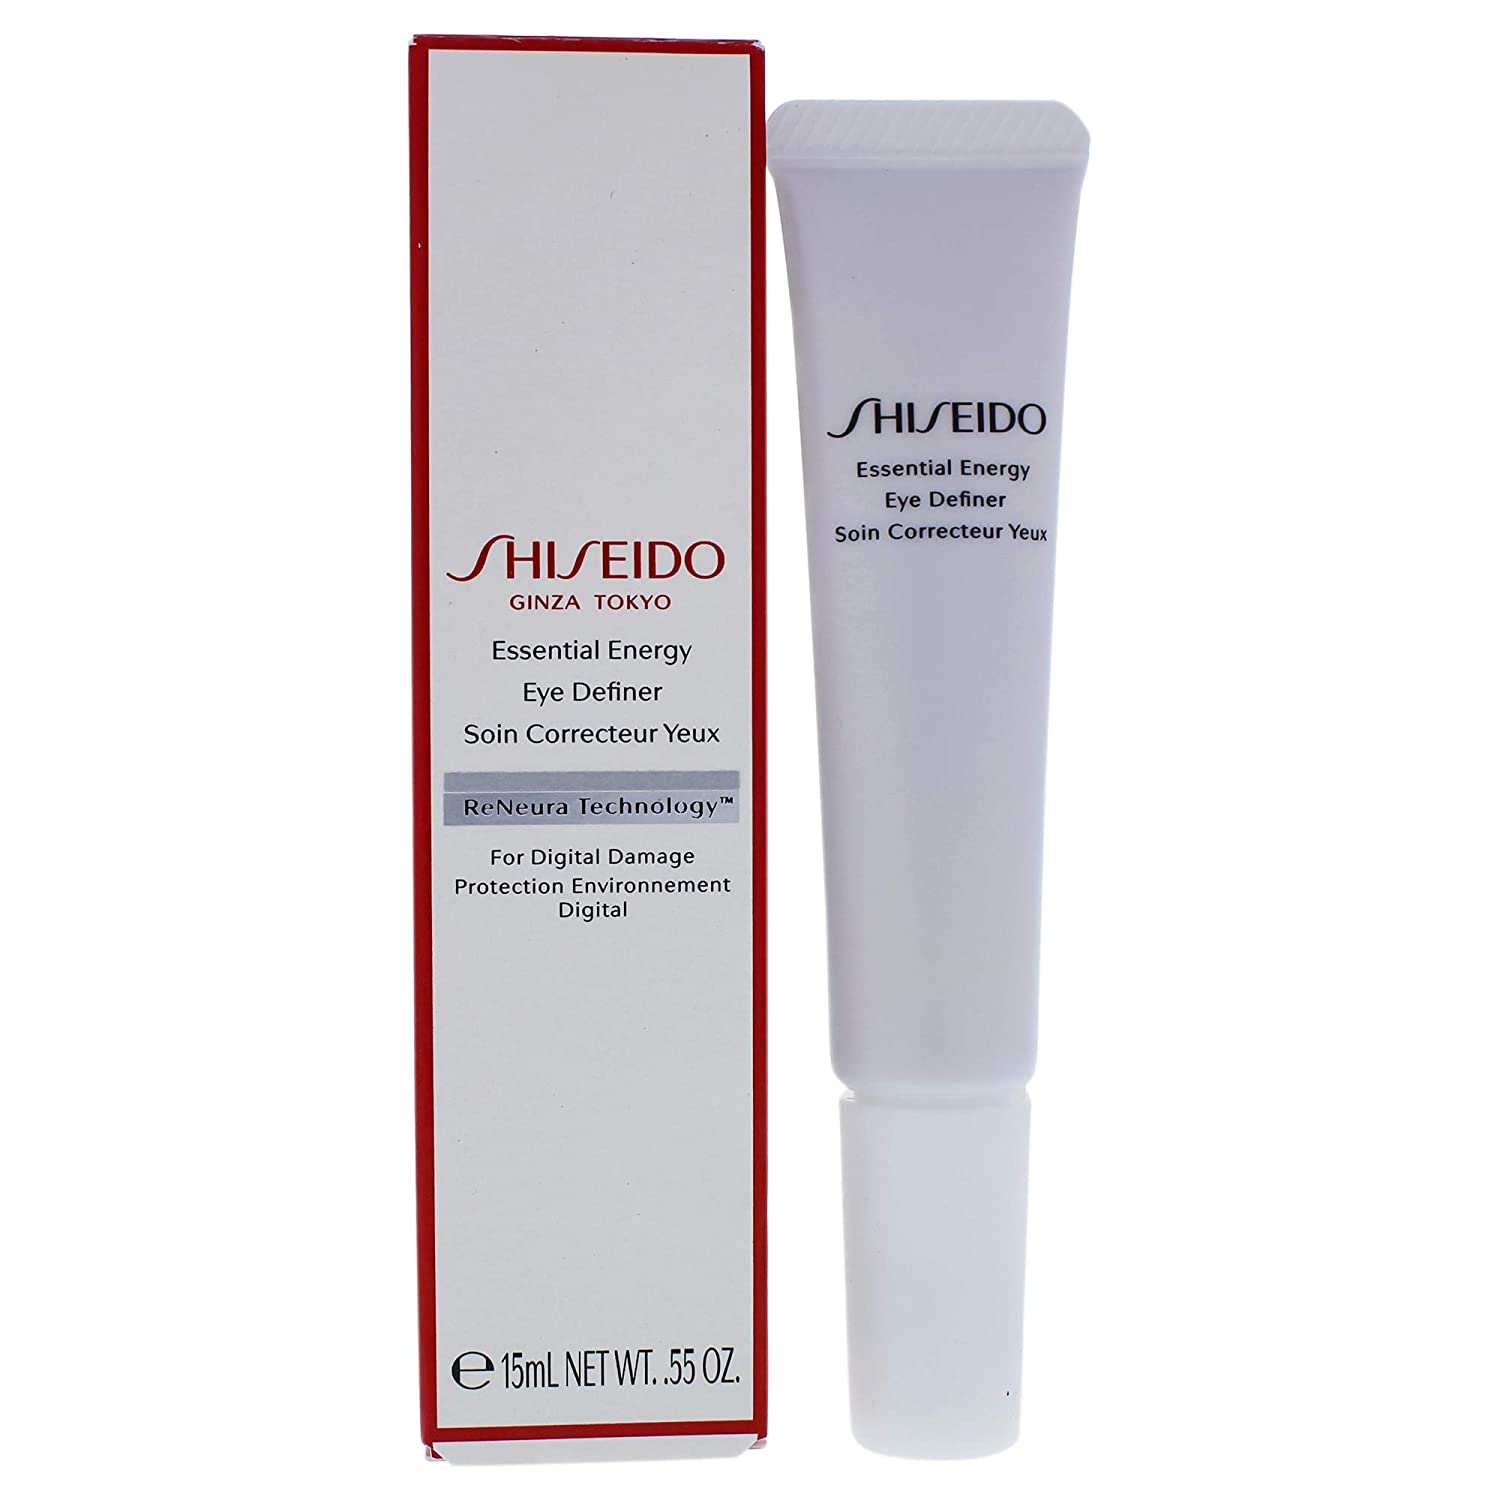 SHISEIDO
GINZA TOKYO
Essential Energy
Eye Definer
Soin Correcteur Yeux
ReNeura Technology™
For Digital Damage
Protection Environnement
Digital
℮ 15mL NET WT. .55 OZ.
SHISEIDO
Essential Energy
Eye Definer
Soin Correcteur Yeux